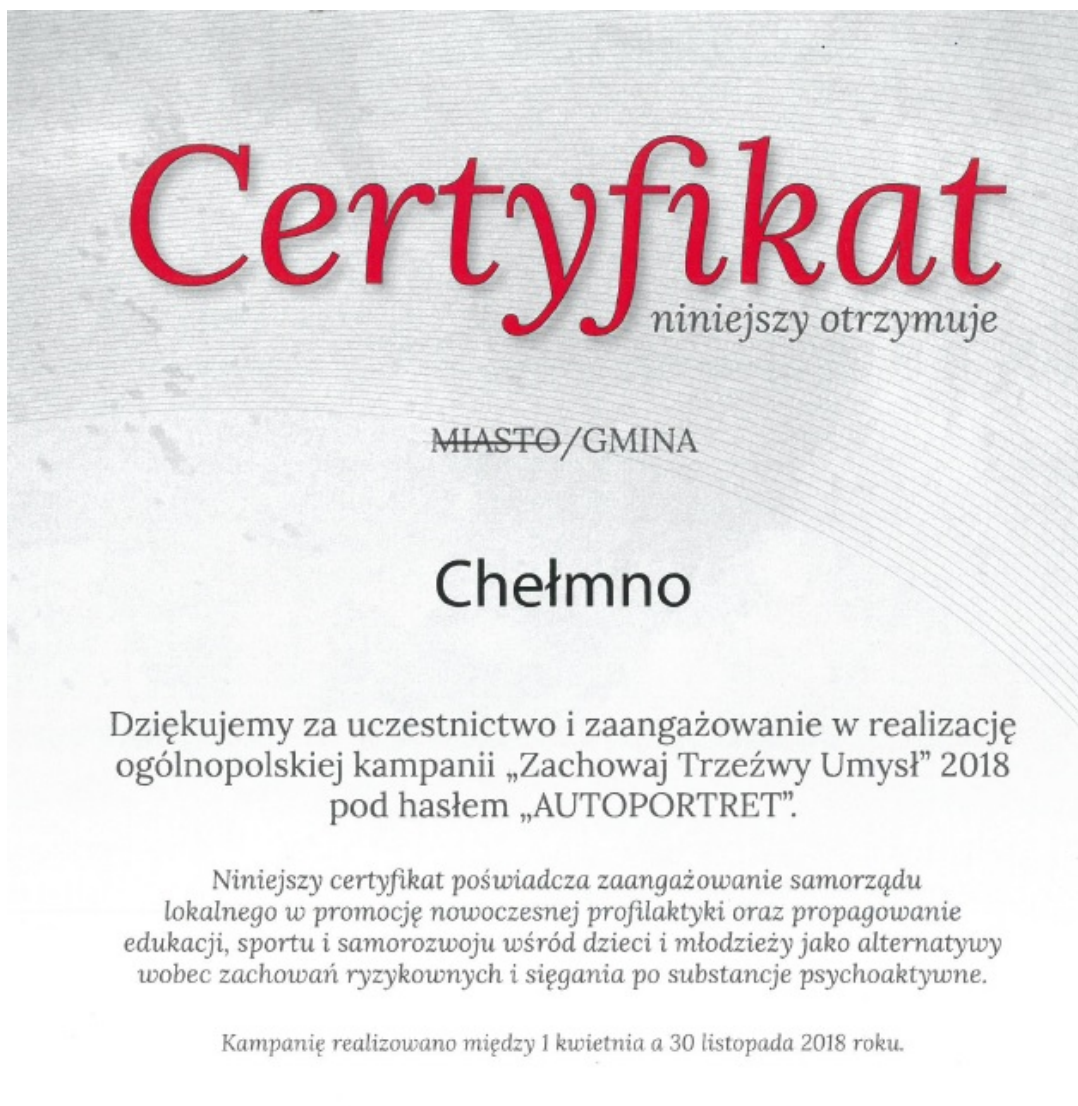 Certyfikat
niniejszy otrzymuje
MIASTO/GMINA
Chełmno
Dziękujemy za uczestnictwo i zaangażowanie w realizację
ogólnopolskiej kampanii „Zachowaj Trzeźwy Umysł” 2018
pod hasłem „AUTOPORTRET”.
Niniejszy certyfikat poświadcza zaangażowanie samorządu
lokalnego w promocję nowoczesnej profilaktyki oraz propagowanie
edukacji, sportu i samorozwoju wśród dzieci i młodzieży jako alternatywy
wobec zachowań ryzykownych i sięgania po substancje psychoaktywne.
Kampanię realizowano między 1 kwietnia a 30 listopada 2018 roku.